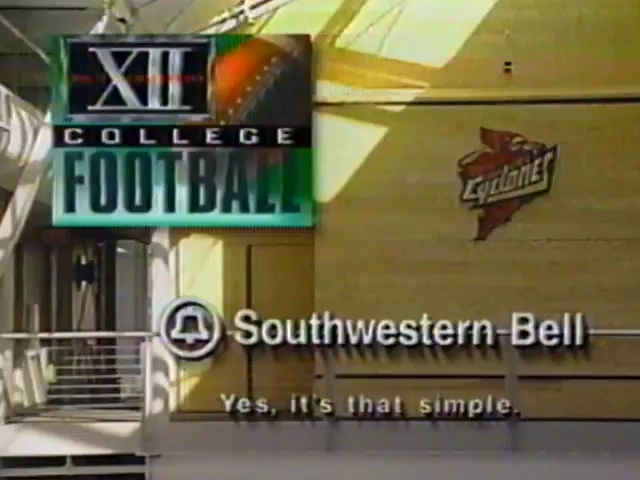 XII
COLLEGE
FOOTBALL
Cyclones
Southwestern Bell
Yes, it's that simple.